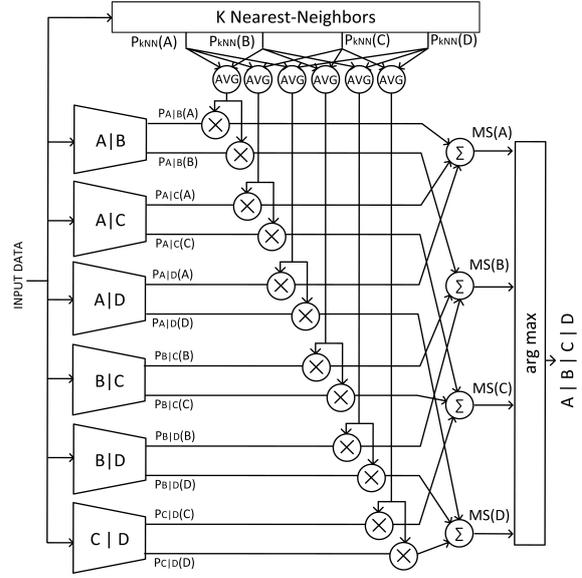 K Nearest-Neighbors
PkNN(A) PkNN(B) PkNN(C) PkNN(D)
AVG AVG AVG AVG AVG AVG
INPUT DATA
A|B
PA|B(A)
PA|B(B)
A|C
PA|C(A)
PA|C(C)
A|D
PA|D(A)
PA|D(D)
B|C
PB|C(B)
PB|C(C)
B|D
PB|D(B)
PB|D(D)
C | D
PC|D(C)
PC|D(D)
Σ MS(A)
Σ MS(B)
Σ MS(C)
Σ MS(D)
arg max
A | B | C | D